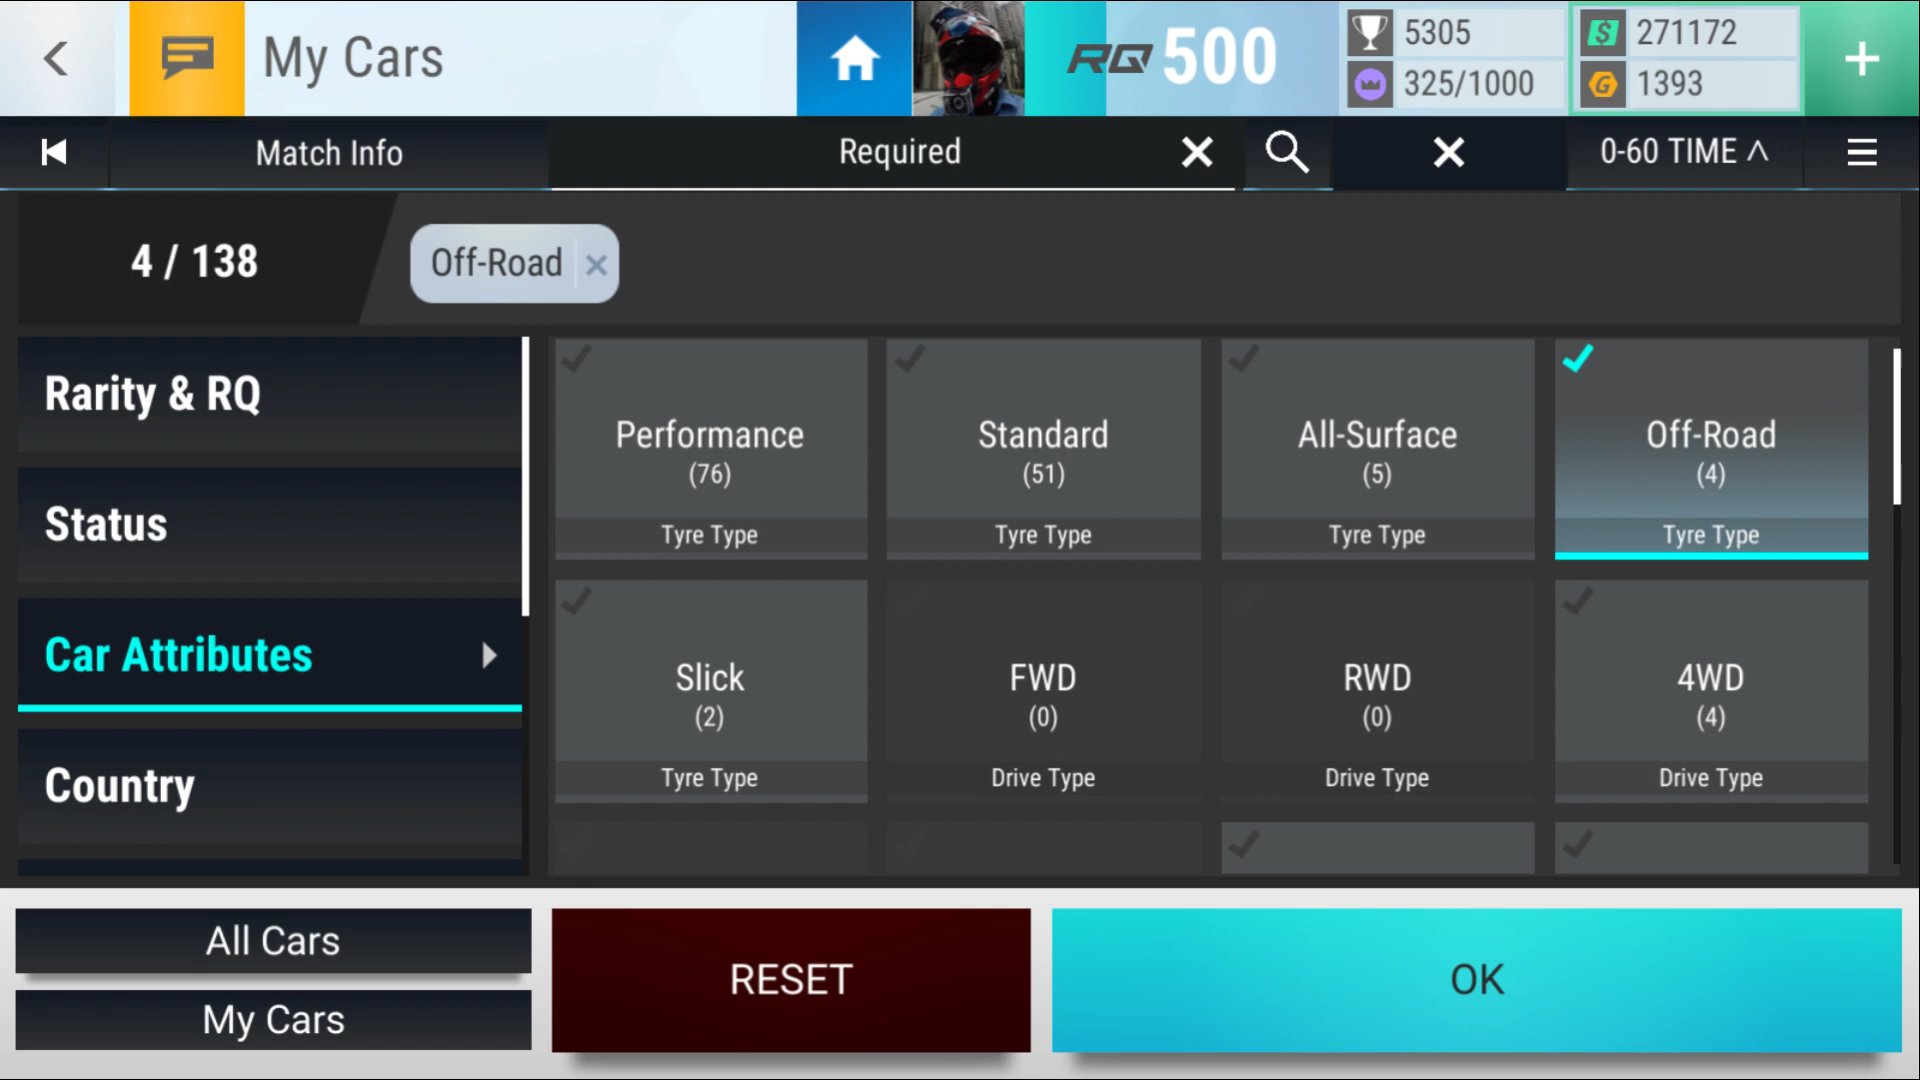 My Cars
RQ 500
5305
325/1000
271172
G 1393
Match Info
Required
0-60 TIME
4 / 138
Off-Road
Rarity & RQ
Status
Car Attributes
Country
Performance
(76)
Tyre Type
Standard
(51)
Tyre Type
All-Surface
(5)
Tyre Type
Off-Road
(4)
Tyre Type
Slick
(2)
Tyre Type
FWD
(0)
Drive Type
RWD
(0)
Drive Type
4WD
(4)
Drive Type
All Cars
My Cars
RESET
OK